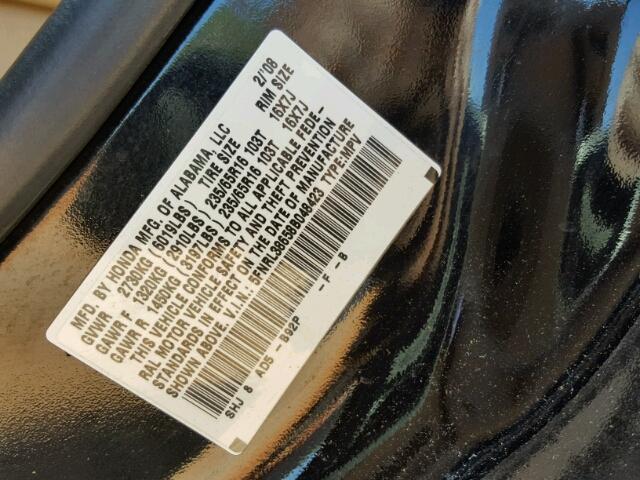 MFD. BY HONDA MFG. OF ALABAMA, LLC 2/'08
GVWR 2730KG (6019LBS) TIRE SIZE RIM SIZE
GAWR F 1320KG (2910LBS) 235/65R16 103T 16X7J
GAWR R 1450KG (3197LBS) 235/65R16 103T 16X7J
THIS VEHICLE CONFORMS TO ALL APPLICABLE FEDE-
RAL MOTOR VEHICLE SAFETY AND THEFT PREVENTION
STANDARDS IN EFFECT ON THE DATE OF MANUFACTURE
SHOWN ABOVE. V.I.N.: 5FNRL38658B048423 TYPE:MPV
SHJ 8 AD5 - B92P - F - B